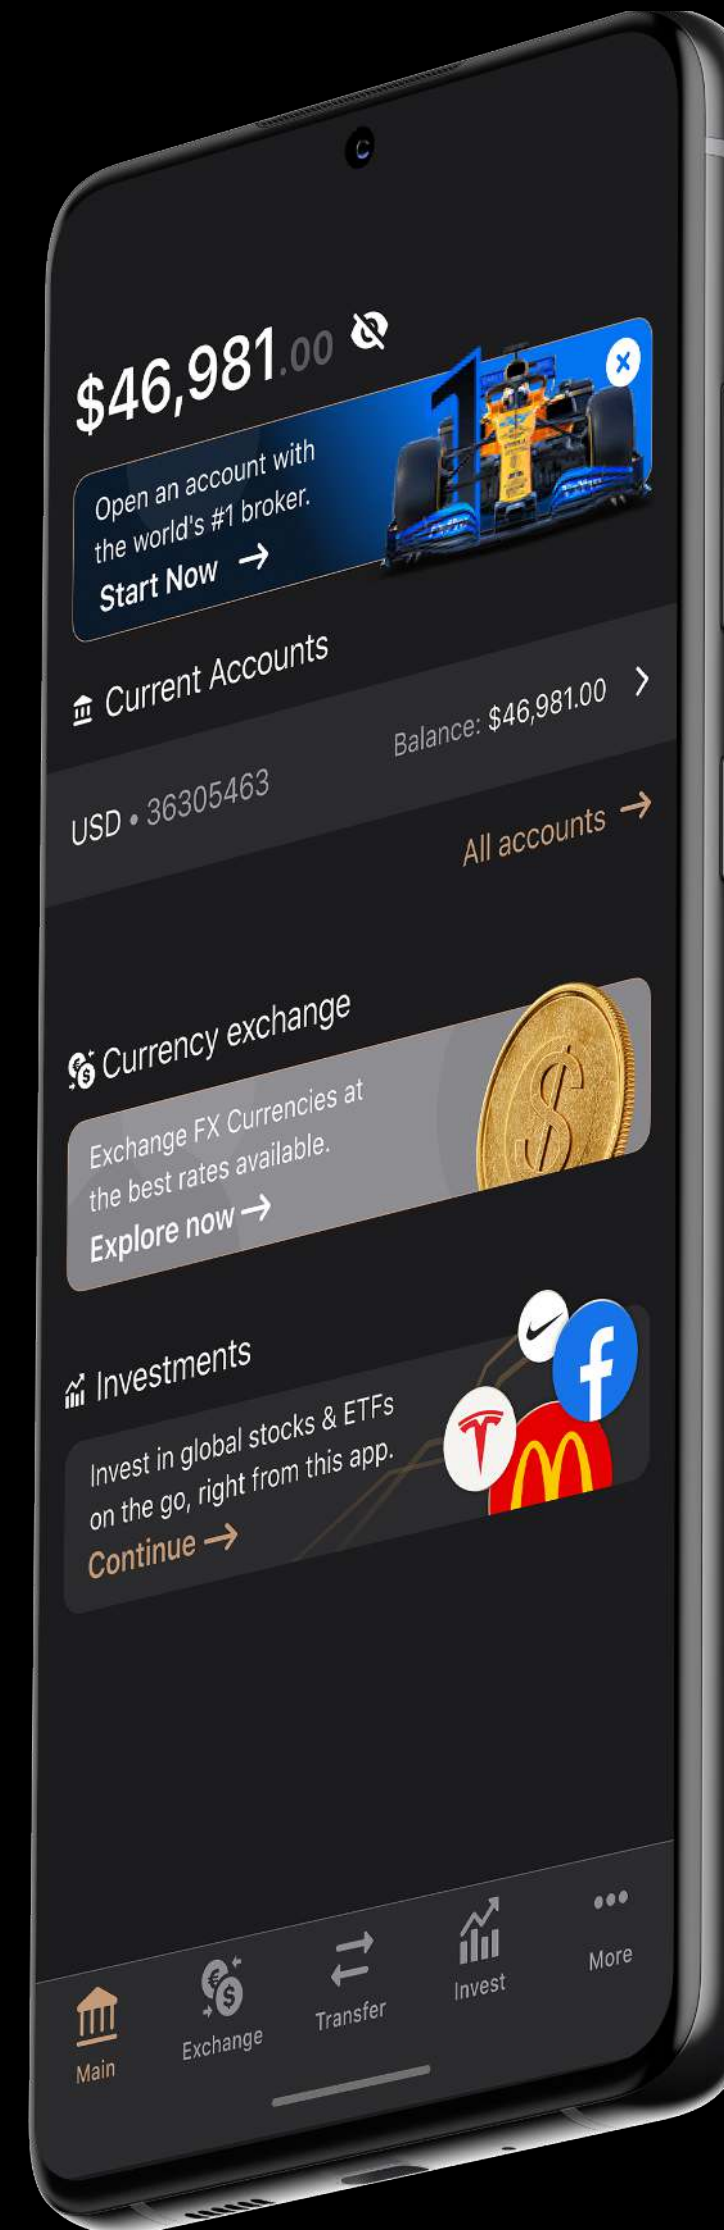 $46,981.00
Open an account with
the world's #1 broker.
Start Now
Current Accounts
USD • 36305463
Balance: $46,981.00
All accounts
Currency exchange
Exchange FX Currencies at
the best rates available.
Explore now
Investments
Invest in global stocks & ETFs
on the go, right from this app.
Continue
Main
Exchange
Transfer
Invest
More